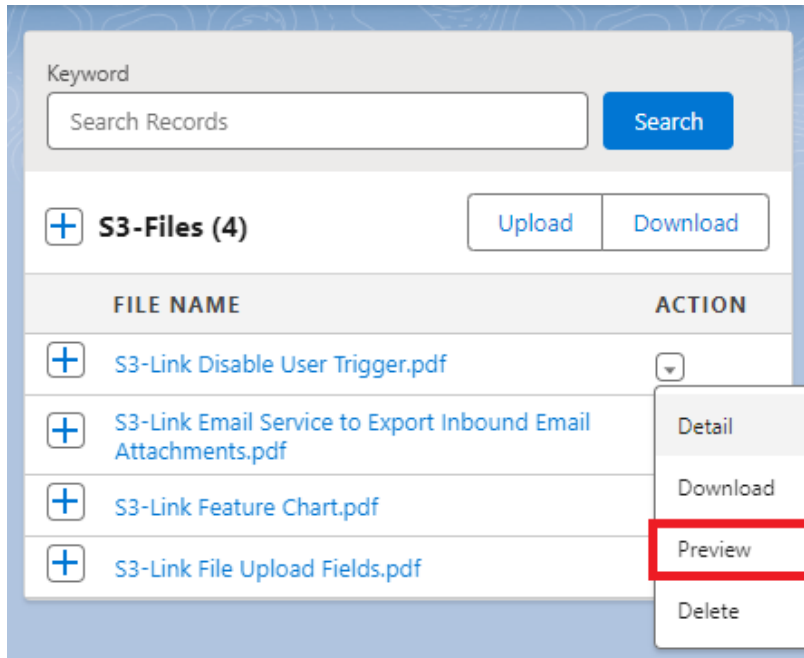 Keyword
Search Records
Search
S3-Files (4)
Upload
Download
FILE NAME
ACTION
S3-Link Disable User Trigger.pdf
S3-Link Email Service to Export Inbound Email
Attachments.pdf
S3-Link Feature Chart.pdf
S3-Link File Upload Fields.pdf
Detail
Download
Preview
Delete